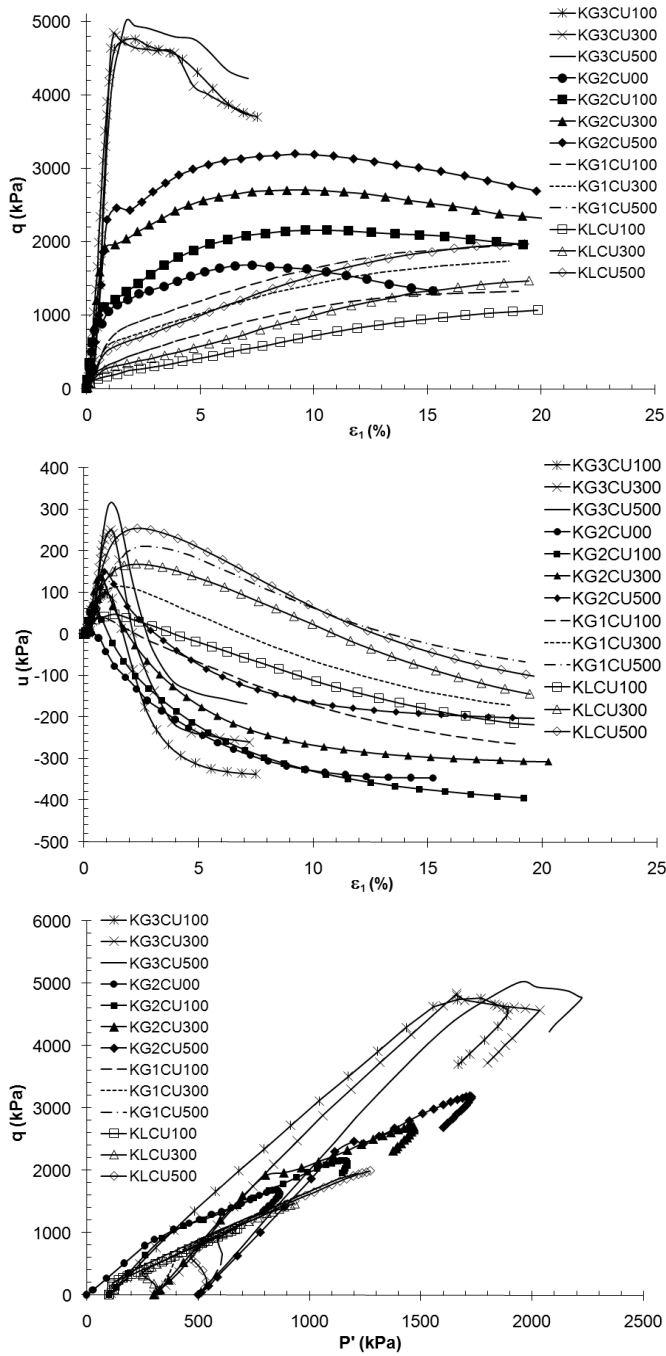 5000
4000
3000
2000
1000
0
q (kPa)
0 5 10 15 20 25
ε₁ (%)
KG3CU100
KG3CU300
KG3CU500
KG2CU00
KG2CU100
KG2CU300
KG2CU500
KG1CU100
KG1CU300
KG1CU500
KLCU100
KLCU300
KLCU500
400
300
200
100
0
-100
-200
-300
-400
-500
u (kPa)
0 5 10 15 20 25
ε₁ (%)
KG3CU100
KG3CU300
KG3CU500
KG2CU00
KG2CU100
KG2CU300
KG2CU500
KG1CU100
KG1CU300
KG1CU500
KLCU100
KLCU300
KLCU500
6000
5000
4000
3000
2000
1000
0
q (kPa)
0 500 1000 1500 2000 2500
P' (kPa)
KG3CU100
KG3CU300
KG3CU500
KG2CU00
KG2CU100
KG2CU300
KG2CU500
KG1CU100
KG1CU300
KG1CU500
KLCU100
KLCU300
KLCU500